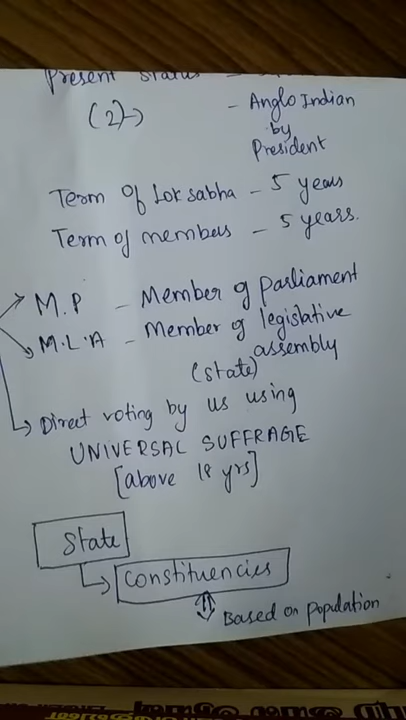 Present Status -
(2)→ - Anglo Indian
by
President
Term of Lok sabha - 5 years
Term of members - 5 years.
M.P - Member of parliament
M.L.A - Member of legislative
assembly
(state)
Direct voting by us using
UNIVERSAL SUFFRAGE
[above 18 yrs]
State
constituencies
Based on population